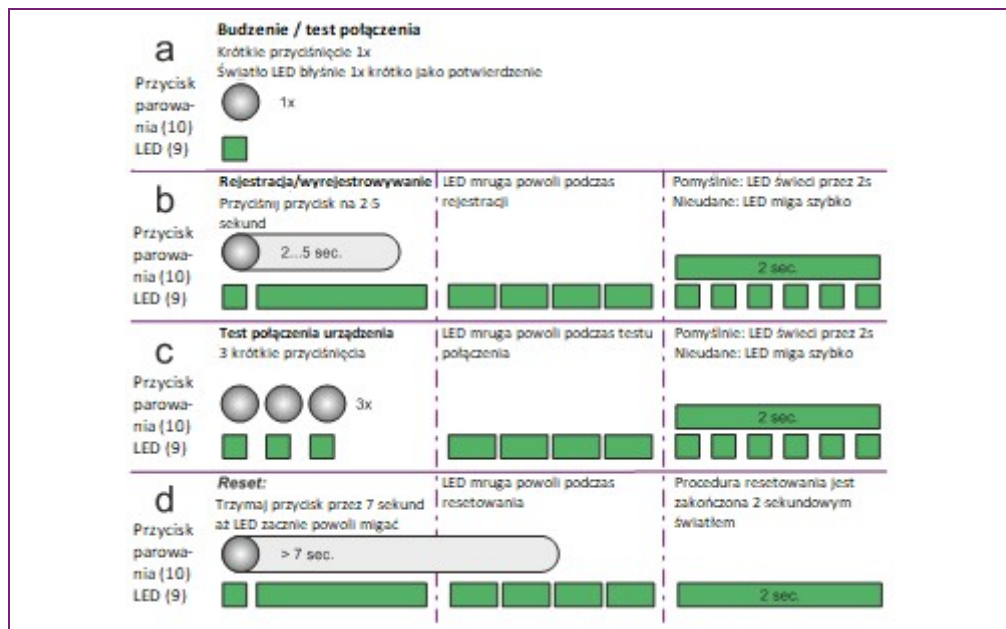 a
Przycisk
parowa-
nia (10)
LED (9)
Budzenie / test połączenia
Krótkie przyciśnięcie 1x
Światło LED błyśnie 1x krótko jako potwierdzenie
1x
b
Przycisk
parowa-
nia (10)
LED (9)
Rejestracja/wyrejestrowywanie
Przyciśnij przycisk na 2-5
sekund
2...5 sec.
LED mruga powoli podczas
rejestracji
Pomyślnie: LED świeci przez 2s
Nieudane: LED miga szybko
2 sec.
c
Przycisk
parowa-
nia (10)
LED (9)
Test połączenia urządzenia
3 krótkie przyciśnięcia
3x
LED mruga powoli podczas testu
połączenia
Pomyślnie: LED świeci przez 2s
Nieudane: LED miga szybko
2 sec.
d
Przycisk
parowa-
nia (10)
LED (9)
Reset:
Trzymaj przycisk przez 7 sekund
aż LED zacznie powoli migać
> 7 sec.
LED mruga powoli podczas
resetowania
Procedura resetowania jest
zakończona 2 sekundowym
światłem
2 sec.